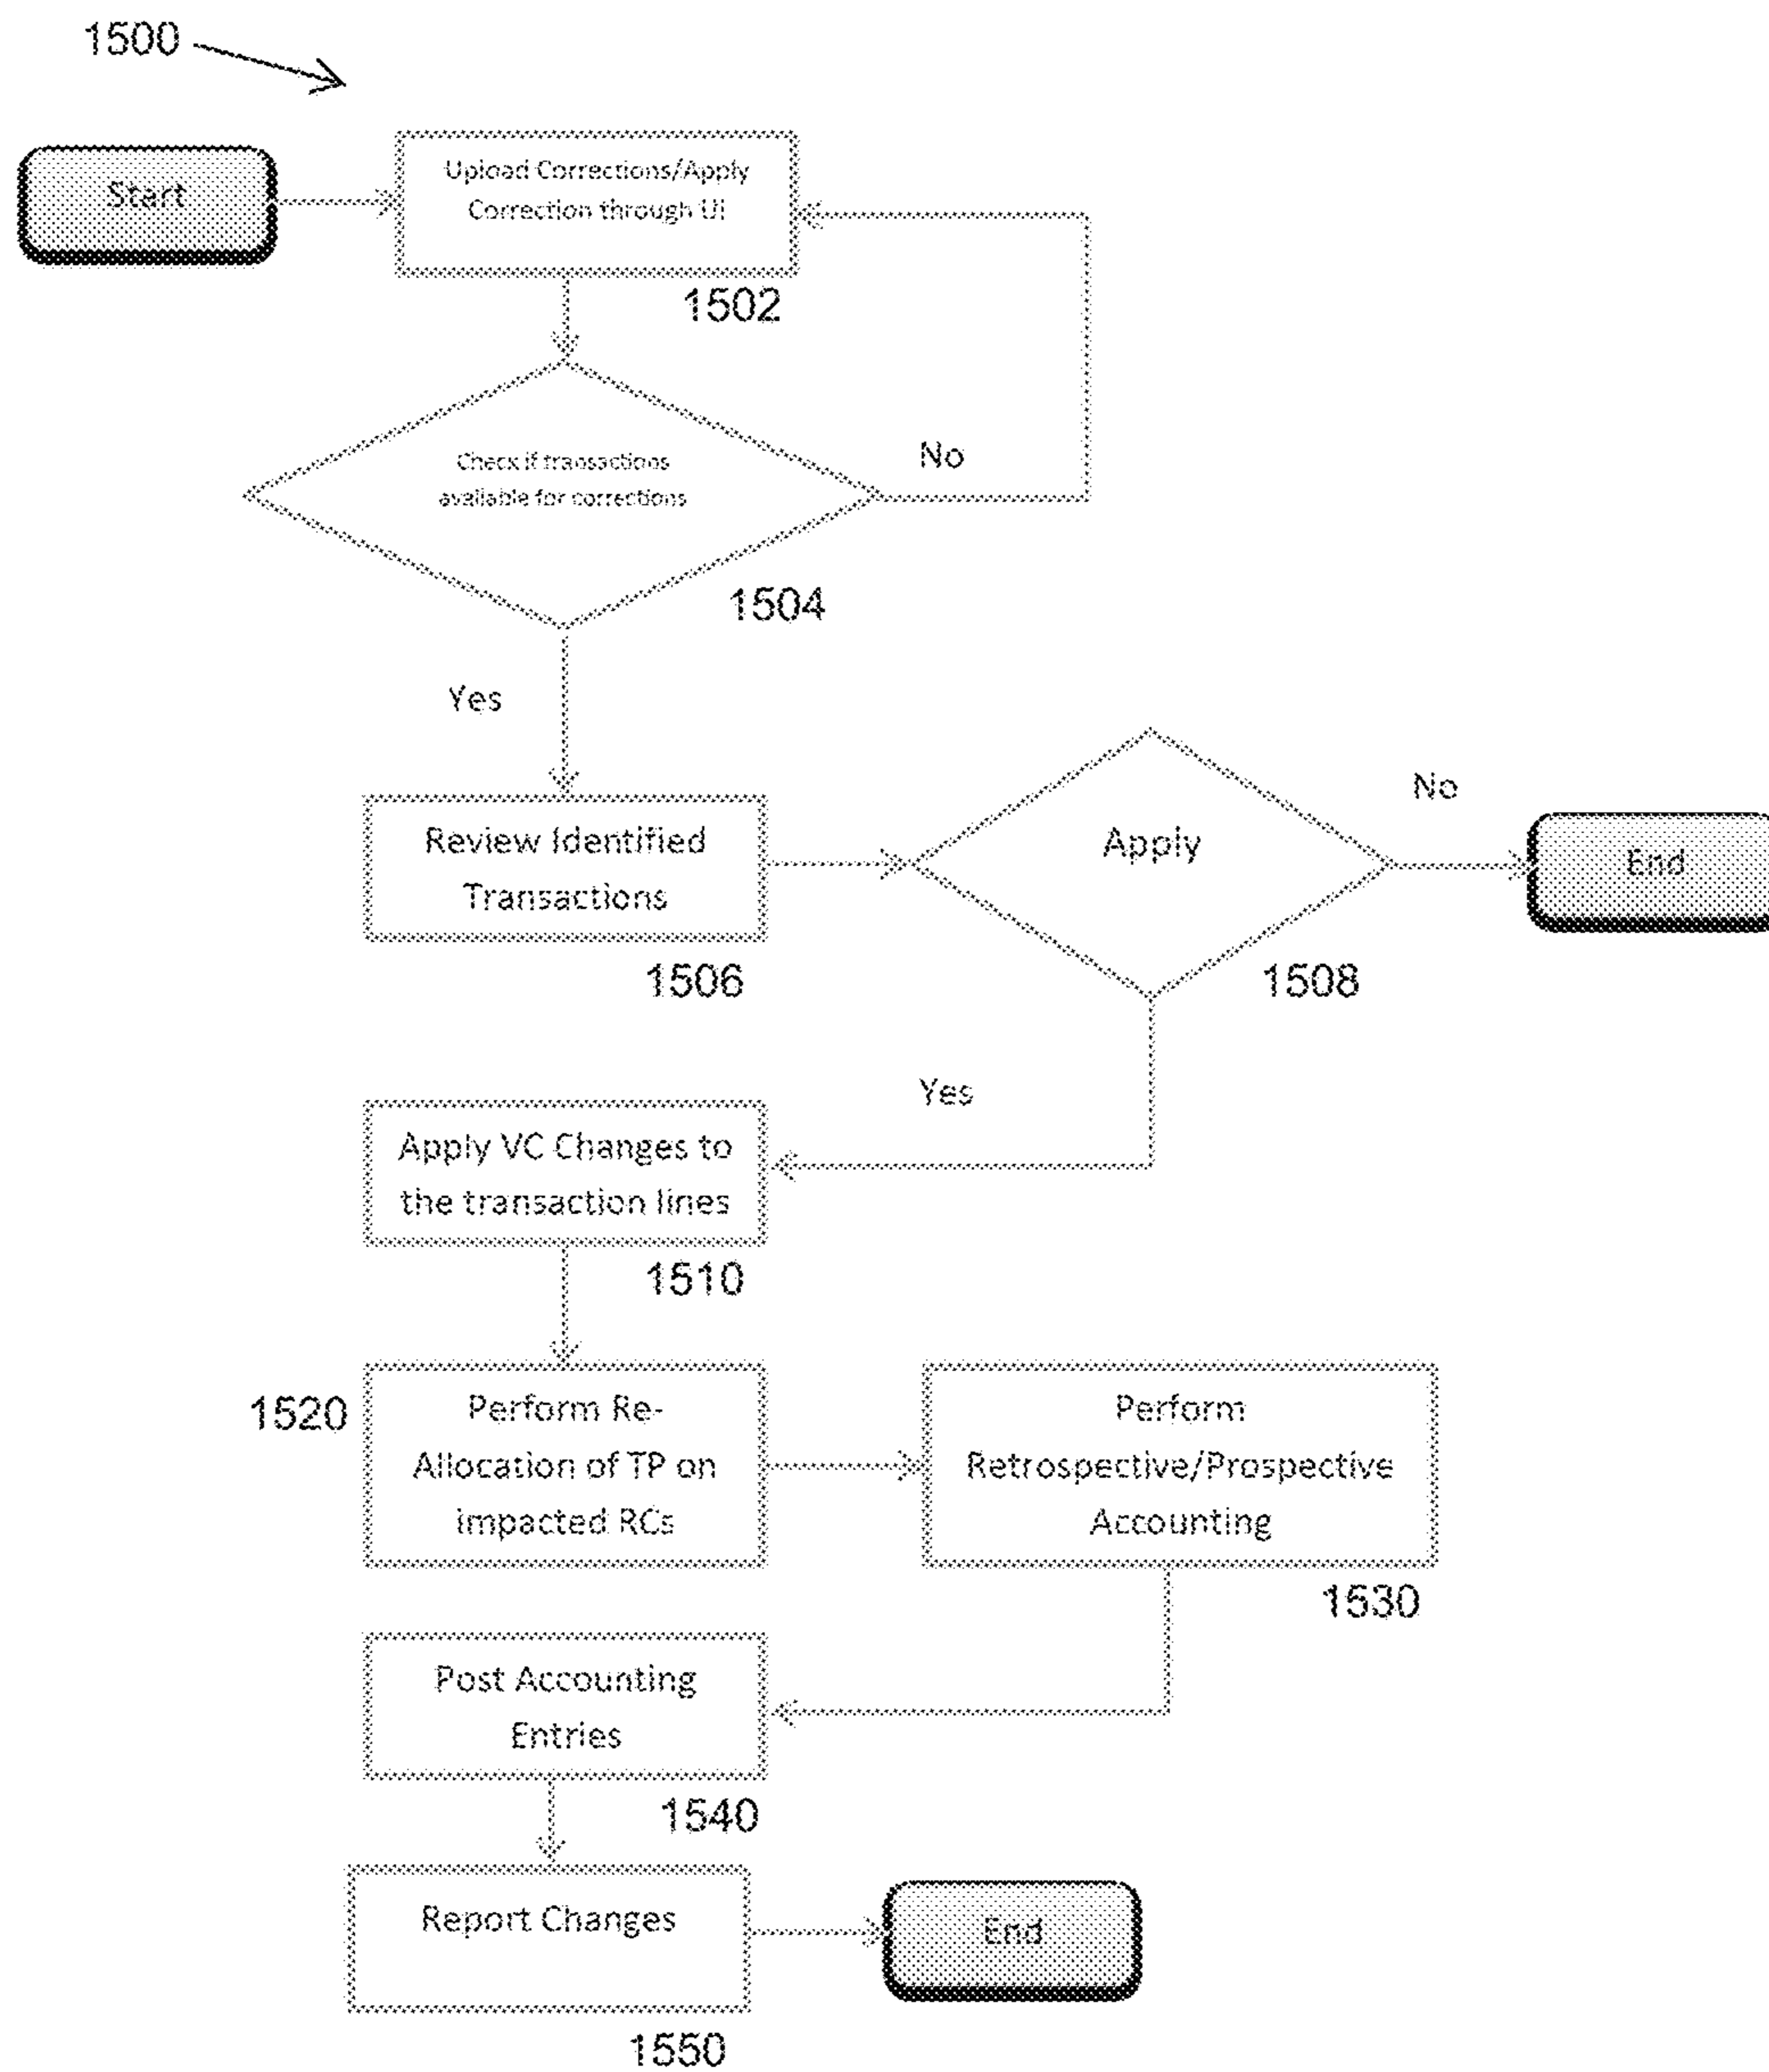 1500
Start
Upload Corrections/Apply
Correction through UI
1502
Check if transactions
available for corrections
No
1504
Yes
Review Identified
Transactions
1506
Apply
No
End
1508
Yes
Apply VC Changes to
the transaction lines
1510
1520
Perform Re-
Allocation of TP on
impacted RCs
Perform
Retrospective/Prospective
Accounting
1530
Post Accounting
Entries
1540
Report Changes
End
1550